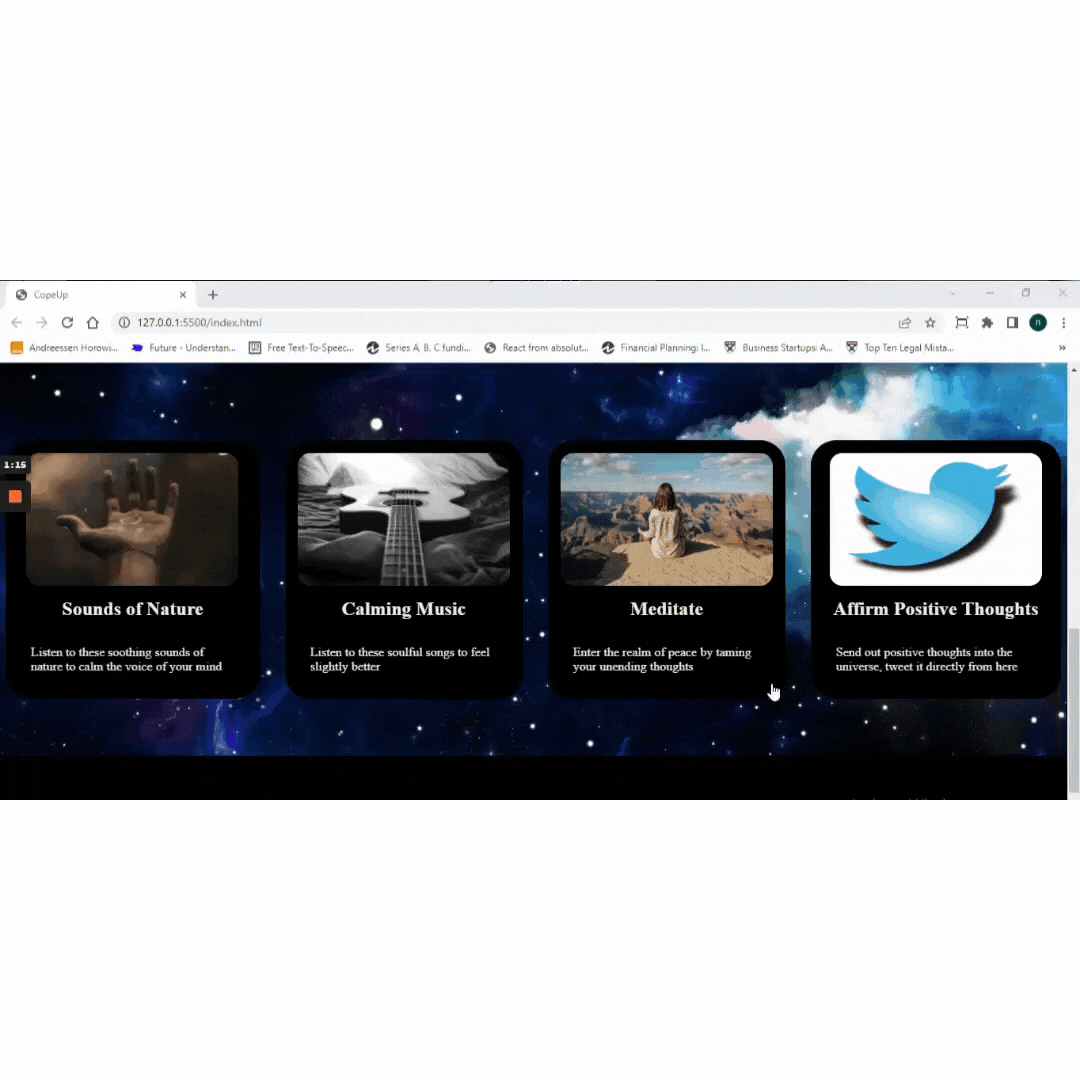 CopeUp
127.0.0.1:5500/index.html
n
Andreessen Horowi...
Future - Understan...
Free Text-To-Speec...
Series A, B, C fundi...
React from absolut...
Financial Planning: I...
Business Startups: A...
Top Ten Legal Mista...
1:15
Sounds of Nature
Listen to these soothing sounds of
nature to calm the voice of your mind
Calming Music
Listen to these soulful songs to feel
slightly better
Meditate
Enter the realm of peace by taming
your unending thoughts
Affirm Positive Thoughts
Send out positive thoughts into the
universe, tweet it directly from here